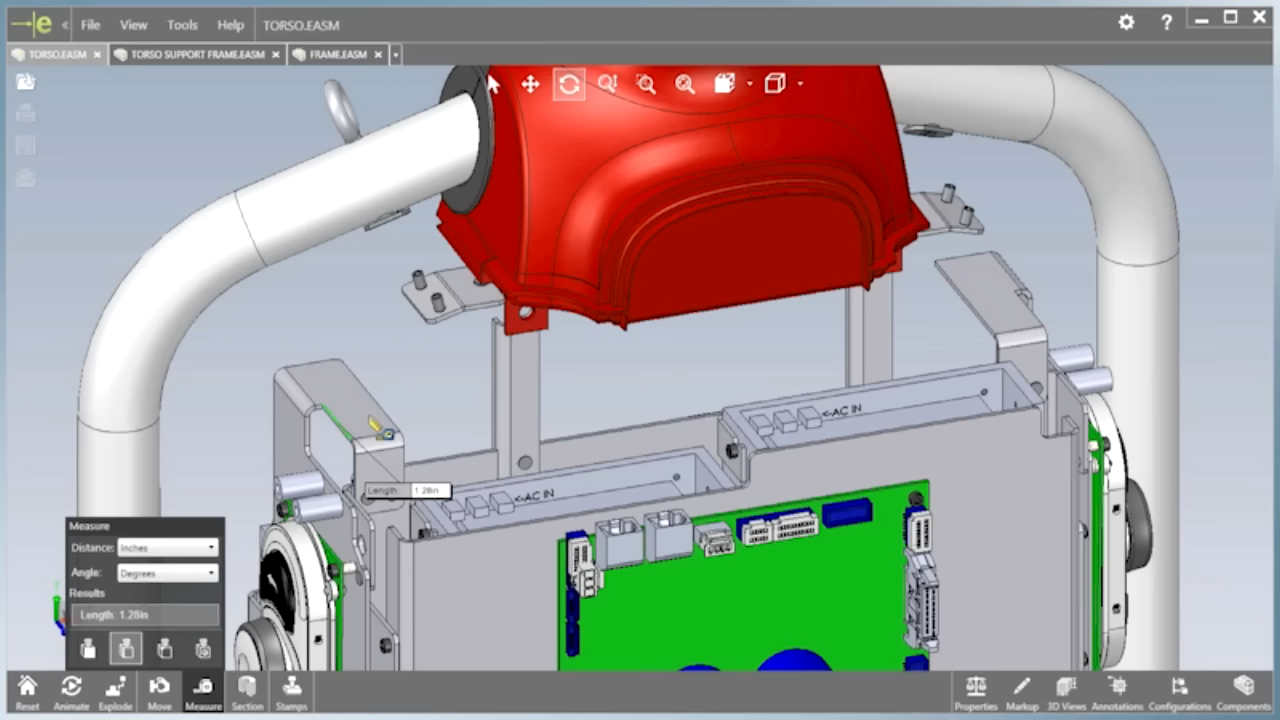 e « File View Tools Help TORSO.EASM ?
TORSO.EASM × TORSO SUPPORT FRAME.EASM × FRAME.EASM ×
<-AC IN
<-AC IN
Length 1.28in
Measure
Distance: Inches
Angle: Degrees
Results
Length: 1.28in
Reset Animate Explode Move Measure Section Stamps Properties Markup 3D Views Annotations Configurations Components